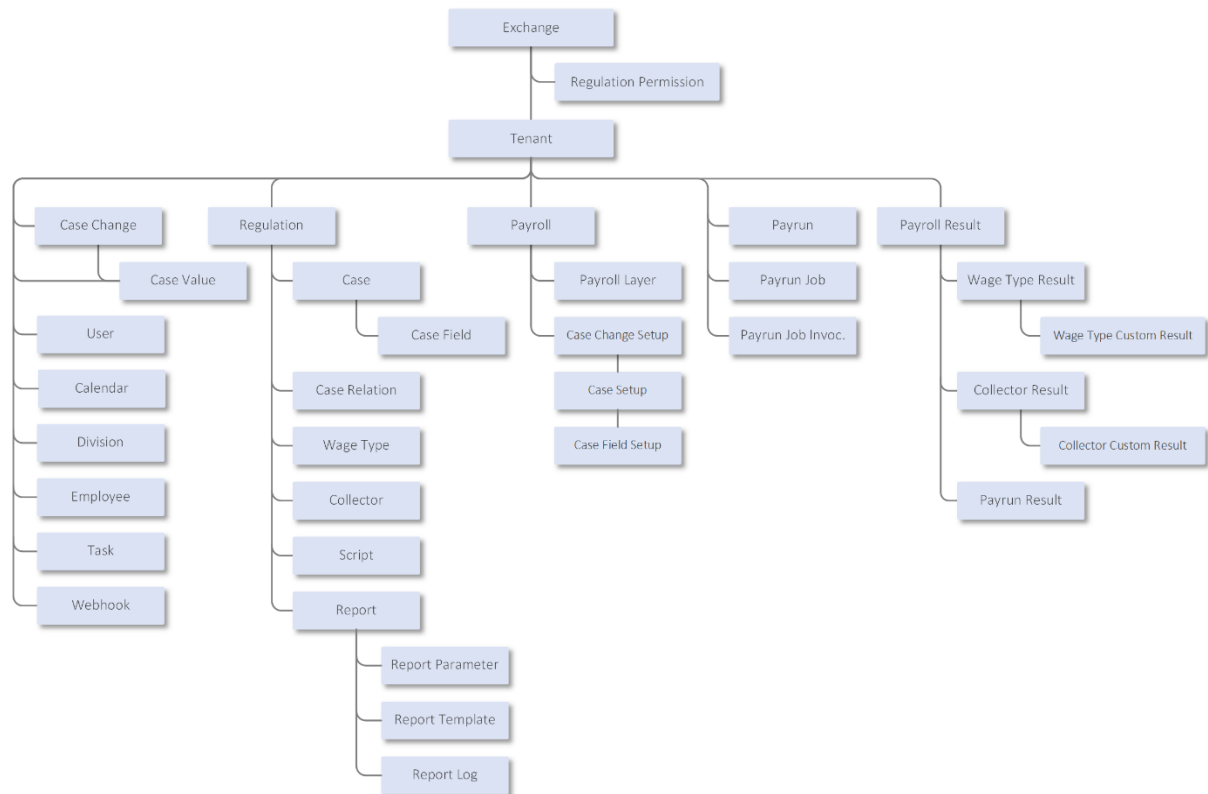 Exchange
Regulation Permission
Tenant
Case Change
Regulation
Payroll
Payrun
Payroll Result
Case Value
Case
Payroll Layer
Payrun Job
Wage Type Result
User
Case Field
Case Change Setup
Payrun Job Invoc.
Wage Type Custom Result
Calendar
Case Relation
Case Setup
Collector Result
Division
Wage Type
Case Field Setup
Collector Custom Result
Employee
Collector
Payrun Result
Task
Script
Webhook
Report
Report Parameter
Report Template
Report Log